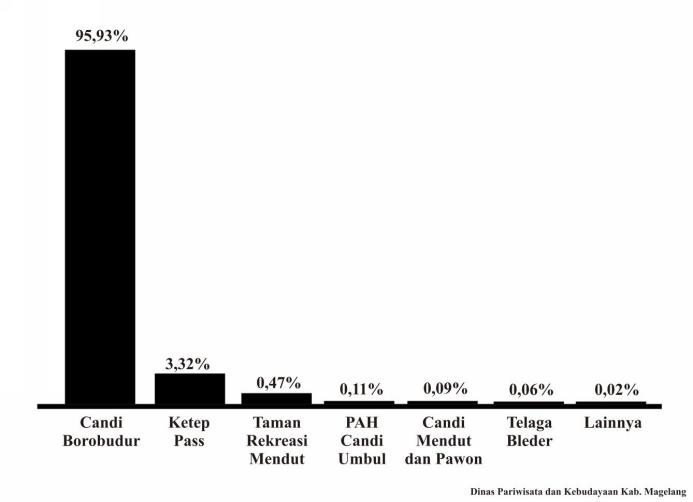 95,93%
3,32%
0,47%
0,11%
0,09%
0,06%
0,02%
Candi
Borobudur
Ketep
Pass
Taman
Rekreasi
Mendut
PAH
Candi
Umbul
Candi
Mendut
dan Pawon
Telaga
Bleder
Lainnya
Dinas Pariwisata dan Kebudayaan Kab. Magelang